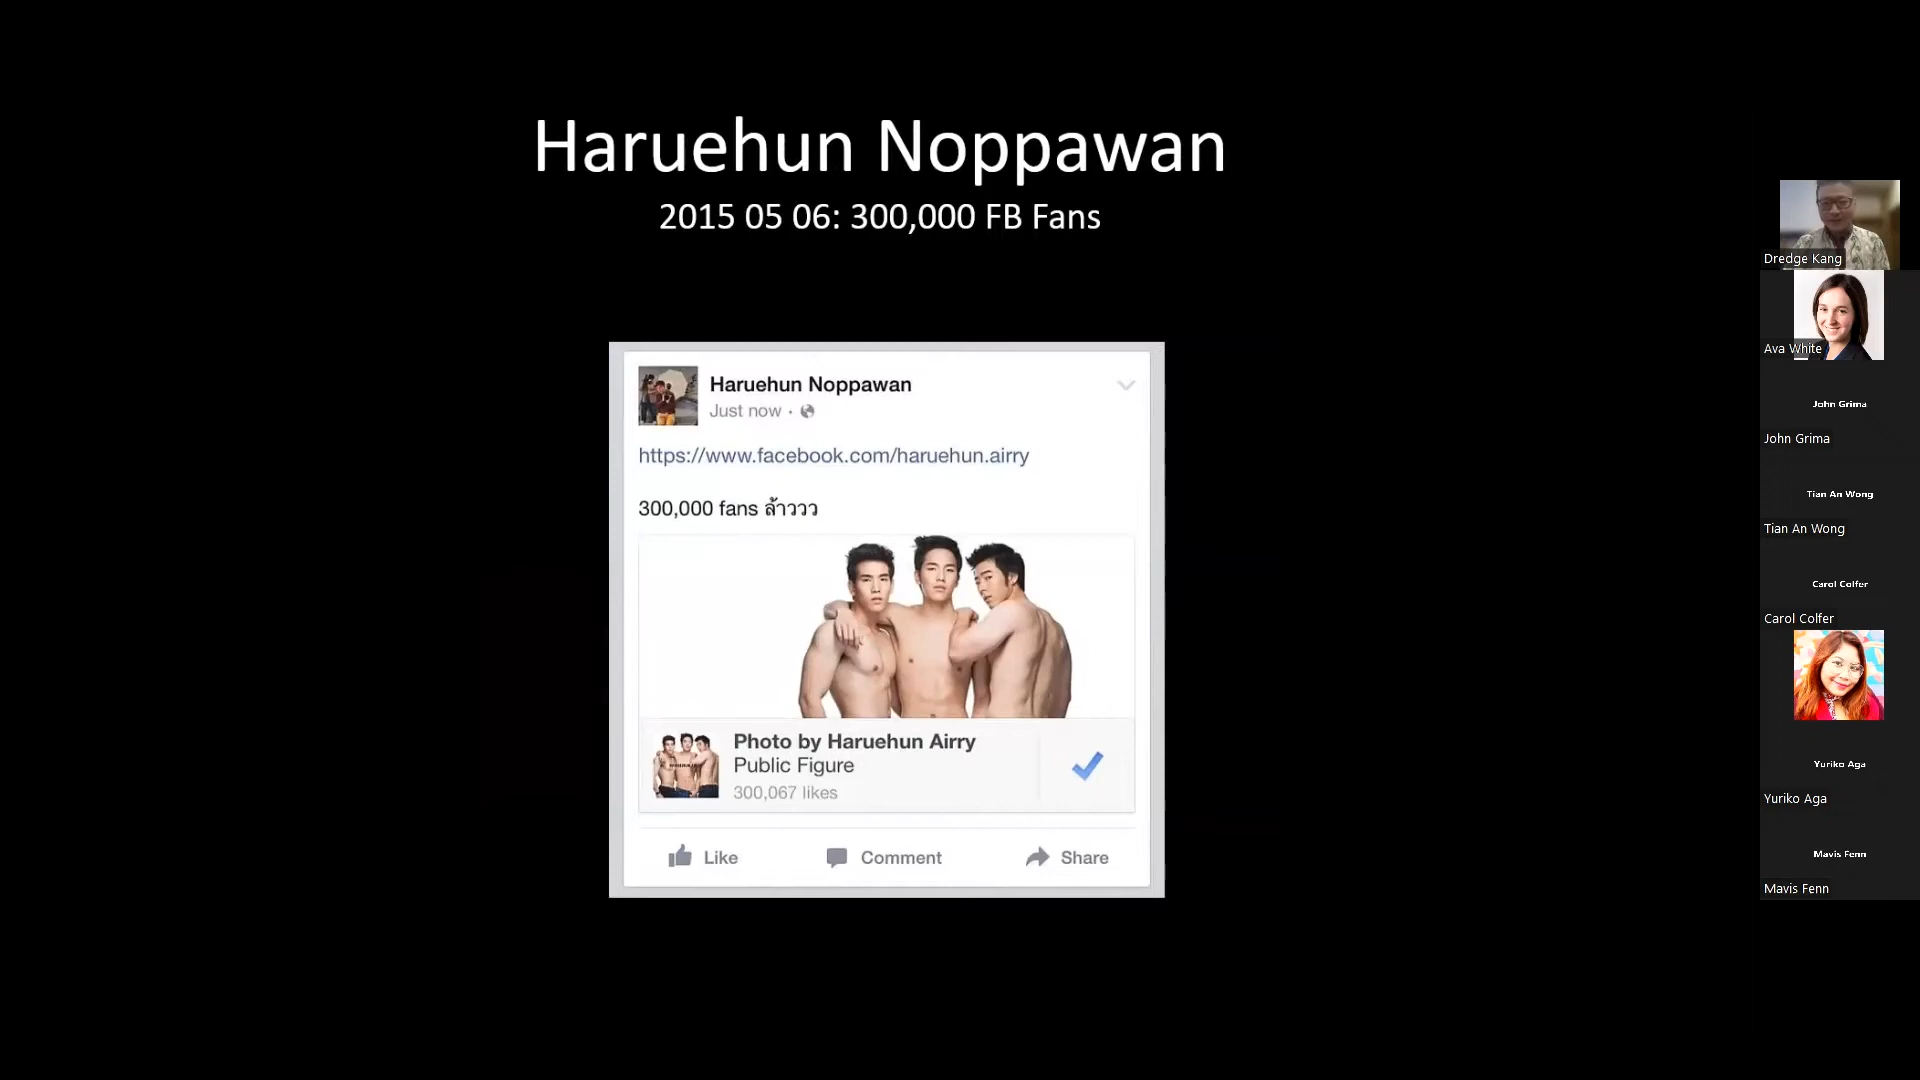 Haruehun Noppawan
2015 05 06: 300,000 FB Fans
Haruehun Noppawan
Just now ·
https://www.facebook.com/haruehun.airry
300,000 fans ล้าววว
Photo by Haruehun Airry
Public Figure
300,067 likes
Like
Comment
Share
Dredge Kang
Ava White
John Grima
John Grima
Tian An Wong
Tian An Wong
Carol Colfer
Carol Colfer
Yuriko Aga
Yuriko Aga
Mavis Fenn
Mavis Fenn